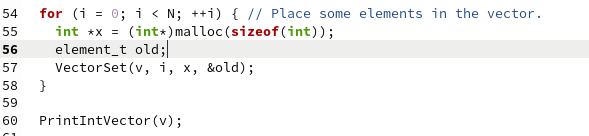 54 for (i = 0; i < N; ++i) { // Place some elements in the vector.
55 int *x = (int*)malloc(sizeof(int));
56 element_t old;
57 VectorSet(v, i, x, &old);
58 }
59
60 PrintIntVector(v);